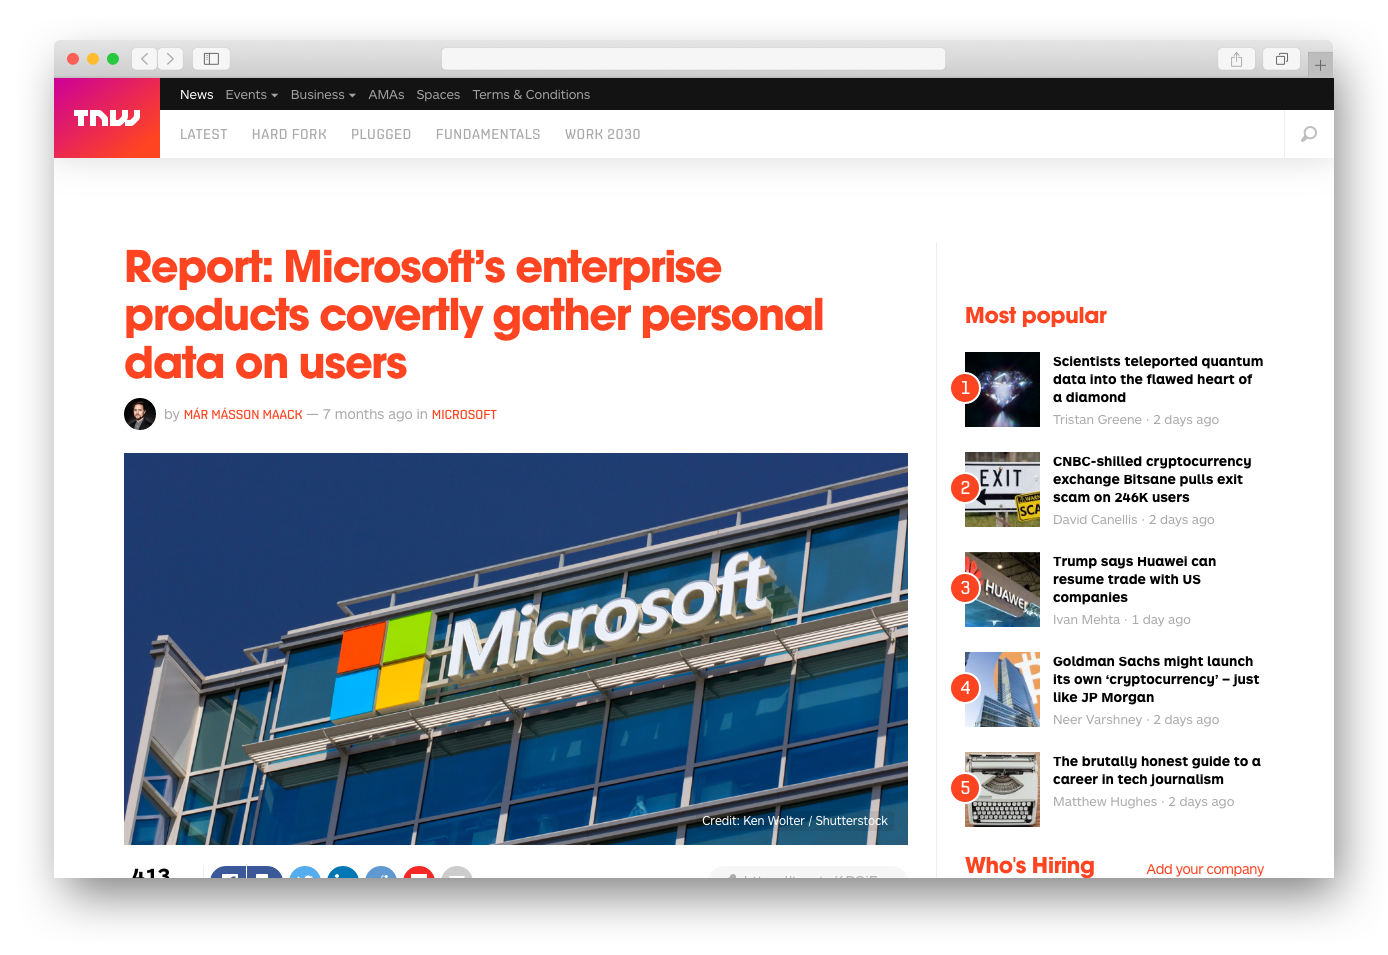 TNW
News Events Business AMAs Spaces Terms & Conditions
LATEST HARD FORK PLUGGED FUNDAMENTALS WORK 2030
Report: Microsoft’s enterprise
products covertly gather personal
data on users
by MÁR MÁSSON MAACK — 7 months ago in MICROSOFT
Microsoft
Credit: Ken Wolter / Shutterstock
413
Most popular
1
Scientists teleported quantum
data into the flawed heart of
a diamond
Tristan Greene · 2 days ago
2
EXIT
SCA
CNBC-shilled cryptocurrency
exchange Bitsane pulls exit
scam on 246K users
David Canellis · 2 days ago
3
HUAWEI
Trump says Huawei can
resume trade with US
companies
Ivan Mehta · 1 day ago
4
Goldman Sachs might launch
its own ‘cryptocurrency’ – just
like JP Morgan
Neer Varshney · 2 days ago
5
The brutally honest guide to a
career in tech journalism
Matthew Hughes · 2 days ago
Who's Hiring Add your company